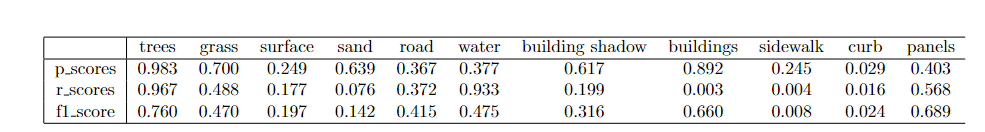 trees grass surface sand road water building shadow buildings sidewalk curb panels
p_scores 0.983 0.700 0.249 0.639 0.367 0.377 0.617 0.892 0.245 0.029 0.403
r_scores 0.967 0.488 0.177 0.076 0.372 0.933 0.199 0.003 0.004 0.016 0.568
f1_score 0.760 0.470 0.197 0.142 0.415 0.475 0.316 0.660 0.008 0.024 0.689